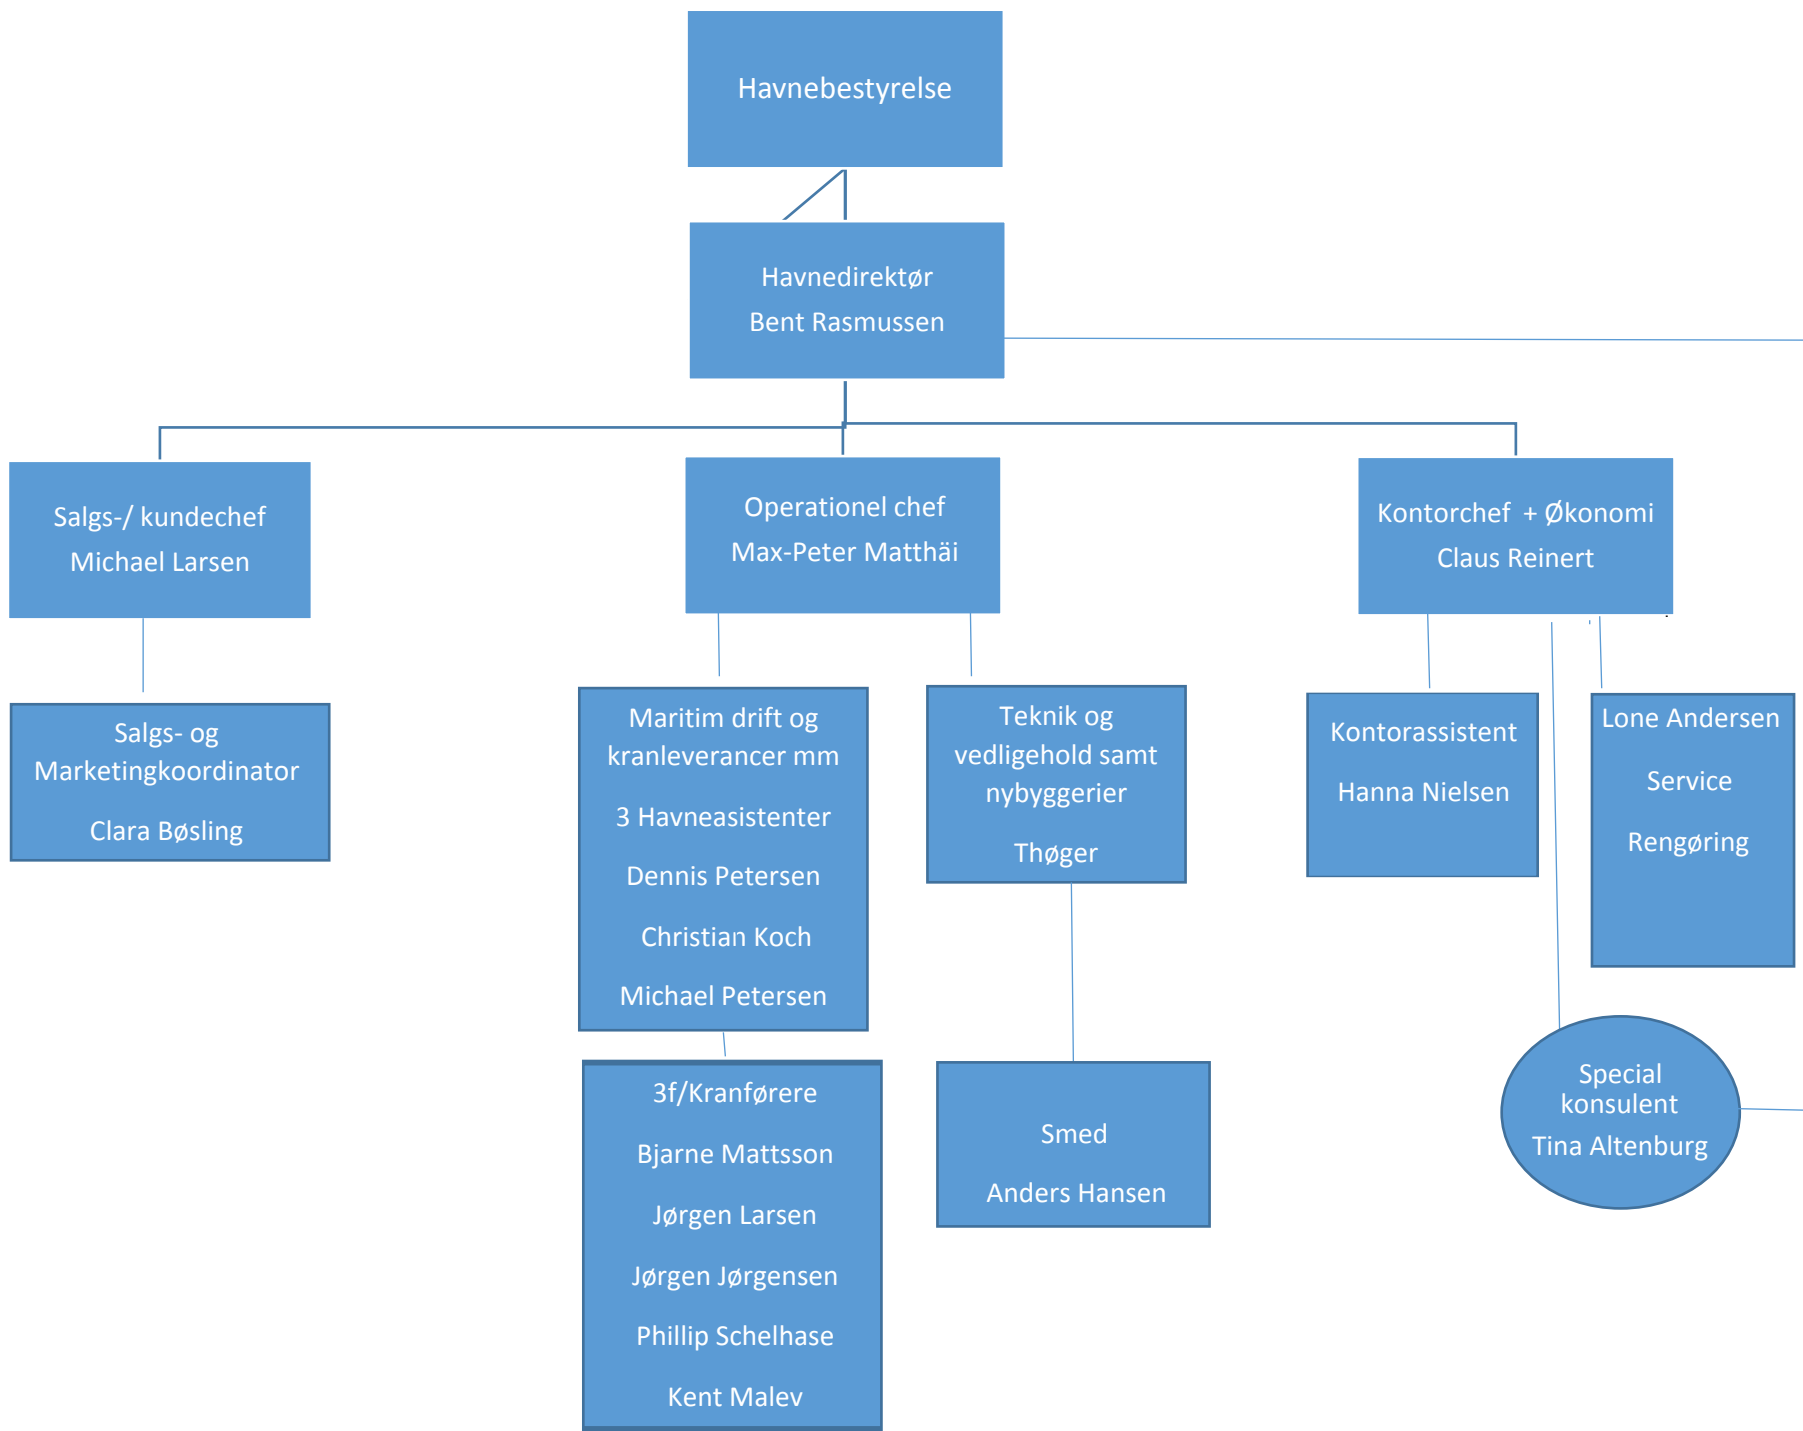 Havnebestyrelse
Havnedirektør
Bent Rasmussen
Salgs-/ kundechef
Michael Larsen
Operationel chef
Max-Peter Matthäi
Kontorchef + Økonomi
Claus Reinert
Salgs- og
Marketingkoordinator
Clara Bøsling
Maritim drift og
kranleverancer mm
3 Havneasistenter
Dennis Petersen
Christian Koch
Michael Petersen
Teknik og
vedligehold samt
nybyggerier
Thøger
Kontorassistent
Hanna Nielsen
Lone Andersen
Service
Rengøring
3f/Kranførere
Bjarne Mattsson
Jørgen Larsen
Jørgen Jørgensen
Phillip Schelhase
Kent Malev
Smed
Anders Hansen
Special
konsulent
Tina Altenburg